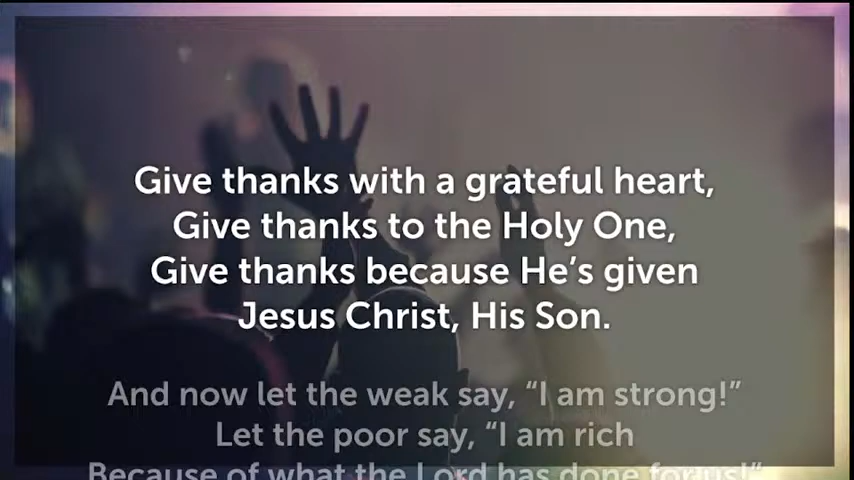 Give thanks with a grateful heart,
Give thanks to the Holy One,
Give thanks because He’s given
Jesus Christ, His Son.
And now let the weak say, “I am strong!”
Let the poor say, “I am rich
Because of what the Lord has done for us!”